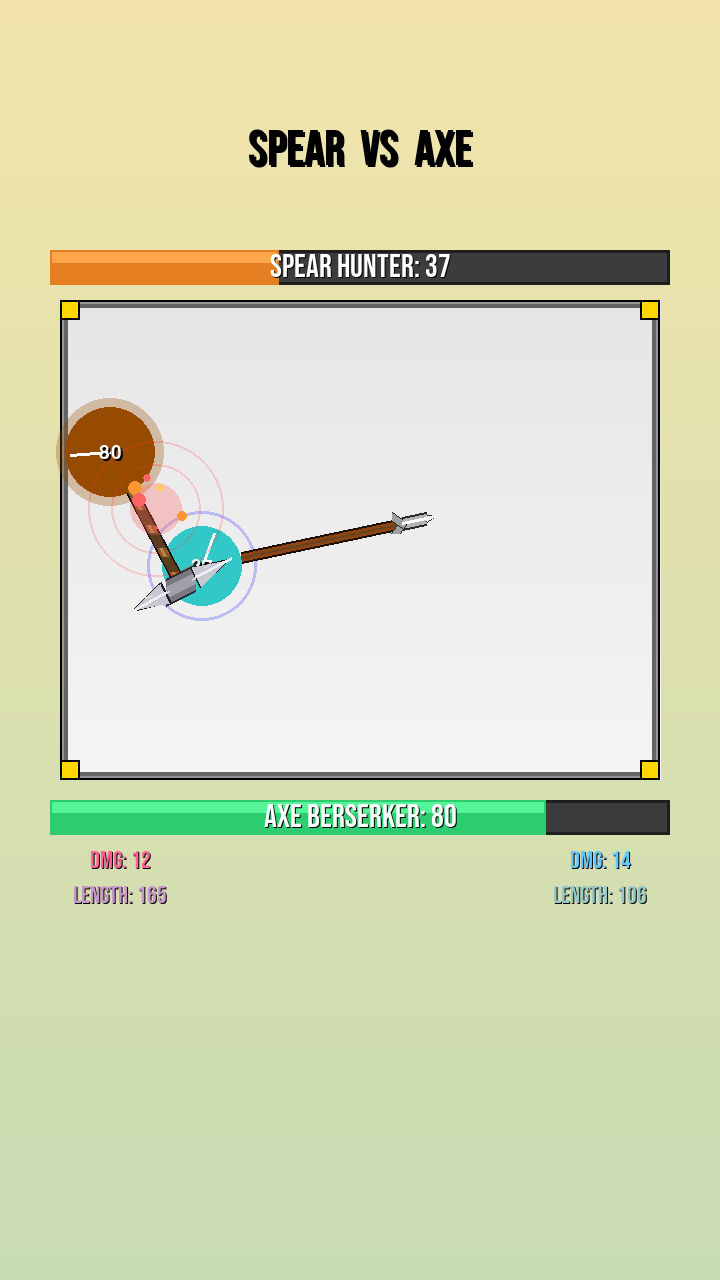 SPEAR VS AXE
SPEAR HUNTER: 37
80
AXE BERSERKER: 80
DMG: 12
DMG: 14
LENGTH: 165
LENGTH: 106